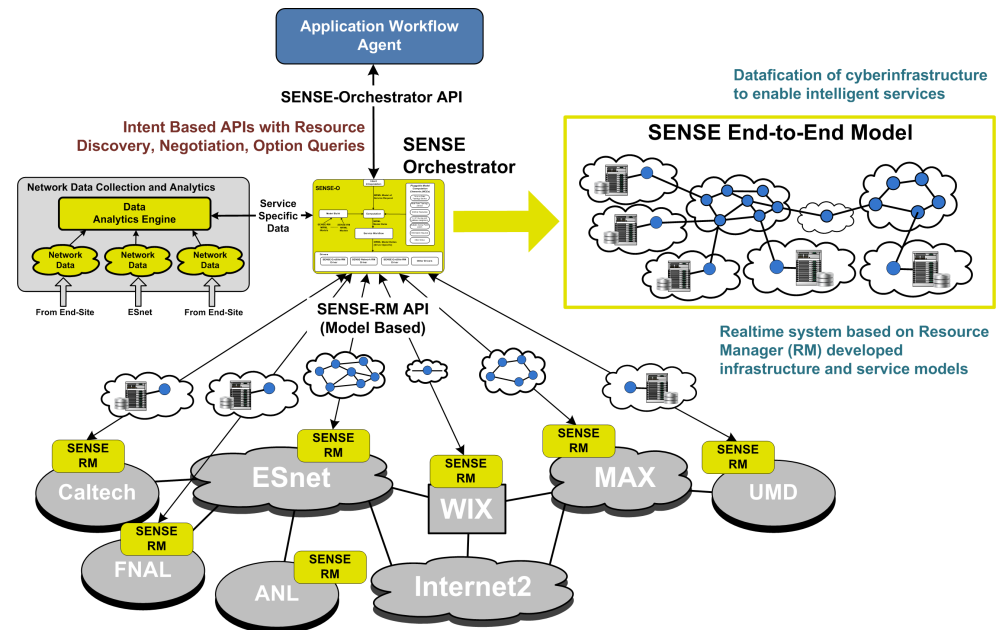 Application Workflow
Agent
SENSE-Orchestrator API
Intent Based APIs with Resource
Discovery, Negotiation, Option Queries
SENSE
Orchestrator
Datafication of cyberinfrastructure
to enable intelligent services
SENSE End-to-End Model
Network Data Collection and Analytics
Data
Analytics Engine
Network
Data
Network
Data
Network
Data
From End-Site
ESnet
From End-Site
Service
Specific
Data
SENSE-O
SENSE-RM API
(Model Based)
Realtime system based on Resource
Manager (RM) developed
infrastructure and service models
SENSE
RM
Caltech
SENSE
RM
ESnet
SENSE
RM
WIX
SENSE
RM
MAX
SENSE
RM
UMD
SENSE
RM
FNAL
SENSE
RM
ANL
Internet2